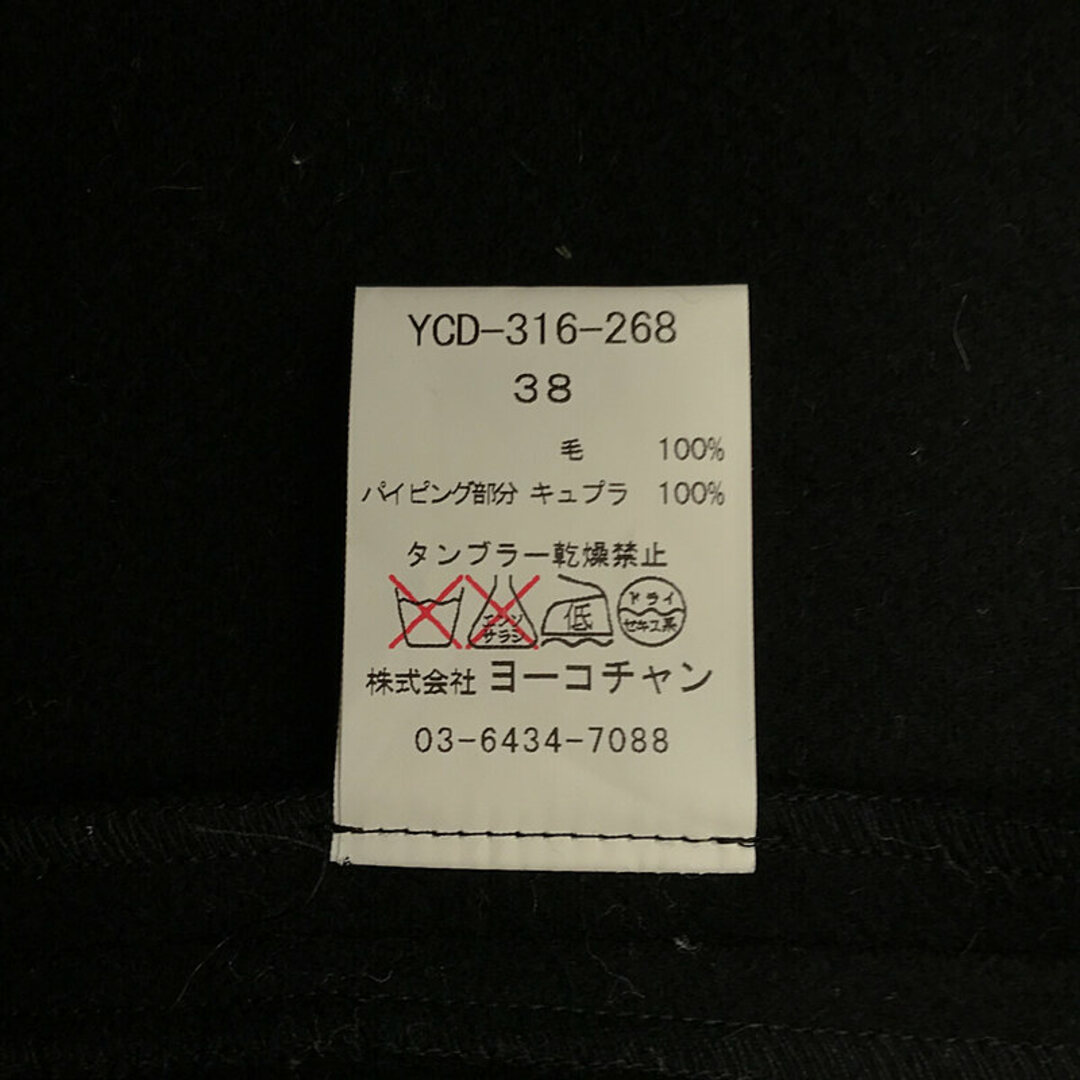 YCD-316-268
38
毛 100%
パイピング部分 キュプラ 100%
タンブラー乾燥禁止
エンソ サラシ 低 ドライ セキユ系
株式会社 ヨーコチャン
03-6434-7088